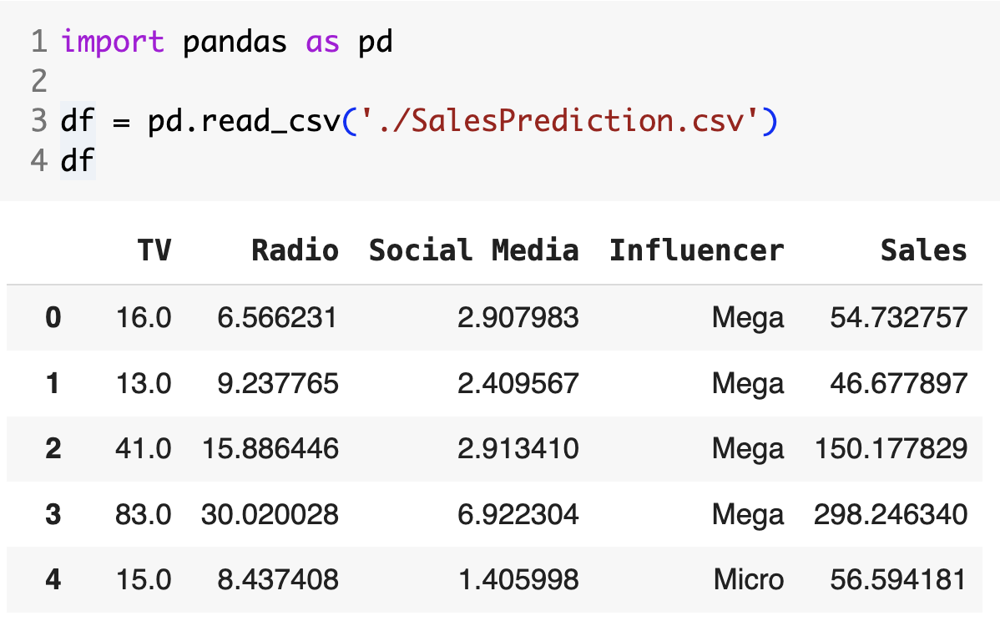 1 import pandas as pd
2
3 df = pd.read_csv('./SalesPrediction.csv')
4 df
TV Radio Social Media Influencer Sales
0 16.0 6.566231 2.907983 Mega 54.732757
1 13.0 9.237765 2.409567 Mega 46.677897
2 41.0 15.886446 2.913410 Mega 150.177829
3 83.0 30.020028 6.922304 Mega 298.246340
4 15.0 8.437408 1.405998 Micro 56.594181